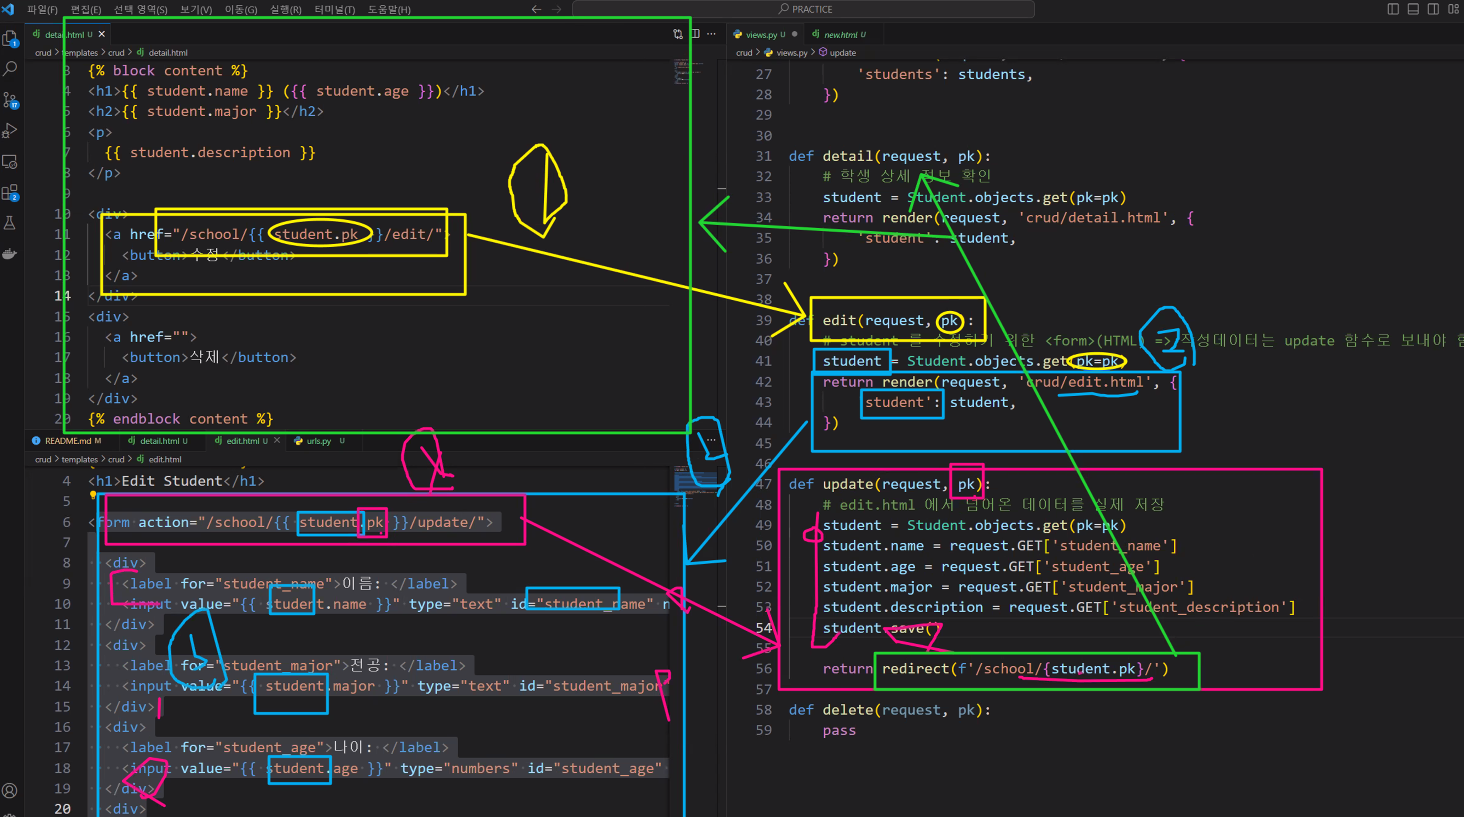 파일(F) 편집(E) 선택 영역(S) 보기(V) 이동(G) 실행(R) 터미널(T) 도움말(H)
PRACTICE
detail.html U
crud > templates > crud > detail.html
3 {% block content %}
4 <h1>{{ student.name }} ({{ student.age }})</h1>
5 <h2>{{ student.major }}</h2>
6 <p>
7 {{ student.description }}
8 </p>
9
10 <div>
11 <a href="/school/{{ student.pk }}/edit/">
12 <button>수정</button>
13 </a>
14 </div>
15 <div>
16 <a href="">
17 <button>삭제</button>
18 </a>
19 </div>
20 {% endblock content %}
README.md M detail.html U edit.html U urls.py U
crud > templates > crud > edit.html
4 <h1>Edit Student</h1>
5
6 <form action="/school/{{ student.pk }}/update/">
7
8 <div>
9 <label for="student_name">이름: </label>
10 <input value="{{ student.name }}" type="text" id="student_name" n
11 </div>
12 <div>
13 <label for="student_major">전공: </label>
14 <input value="{{ student.major }}" type="text" id="student_major"
15 </div>
16 <div>
17 <label for="student_age">나이: </label>
18 <input value="{{ student.age }}" type="numbers" id="student_age"
19 </div>
20 <div>
views.py U new.html U
crud > views.py > update
27 'students': students,
28 })
29
30
31 def detail(request, pk):
32 # 학생 상세 정보 확인
33 student = Student.objects.get(pk=pk)
34 return render(request, 'crud/detail.html', {
35 'student': student,
36 })
37
38
39 def edit(request, pk):
40 # student 를 수정하기 위한 <form>(HTML) => 작성데이터는 update 함수로 보내야 함
41 student = Student.objects.get(pk=pk)
42 return render(request, 'crud/edit.html', {
43 'student': student,
44 })
45
46
47 def update(request, pk):
48 # edit.html 에서 넘어온 데이터를 실제 저장
49 student = Student.objects.get(pk=pk)
50 student.name = request.GET['student_name']
51 student.age = request.GET['student_age']
52 student.major = request.GET['student_major']
53 student.description = request.GET['student_description']
54 student.save()
55
56 return redirect(f'/school/{student.pk}/')
57
58 def delete(request, pk):
59 pass